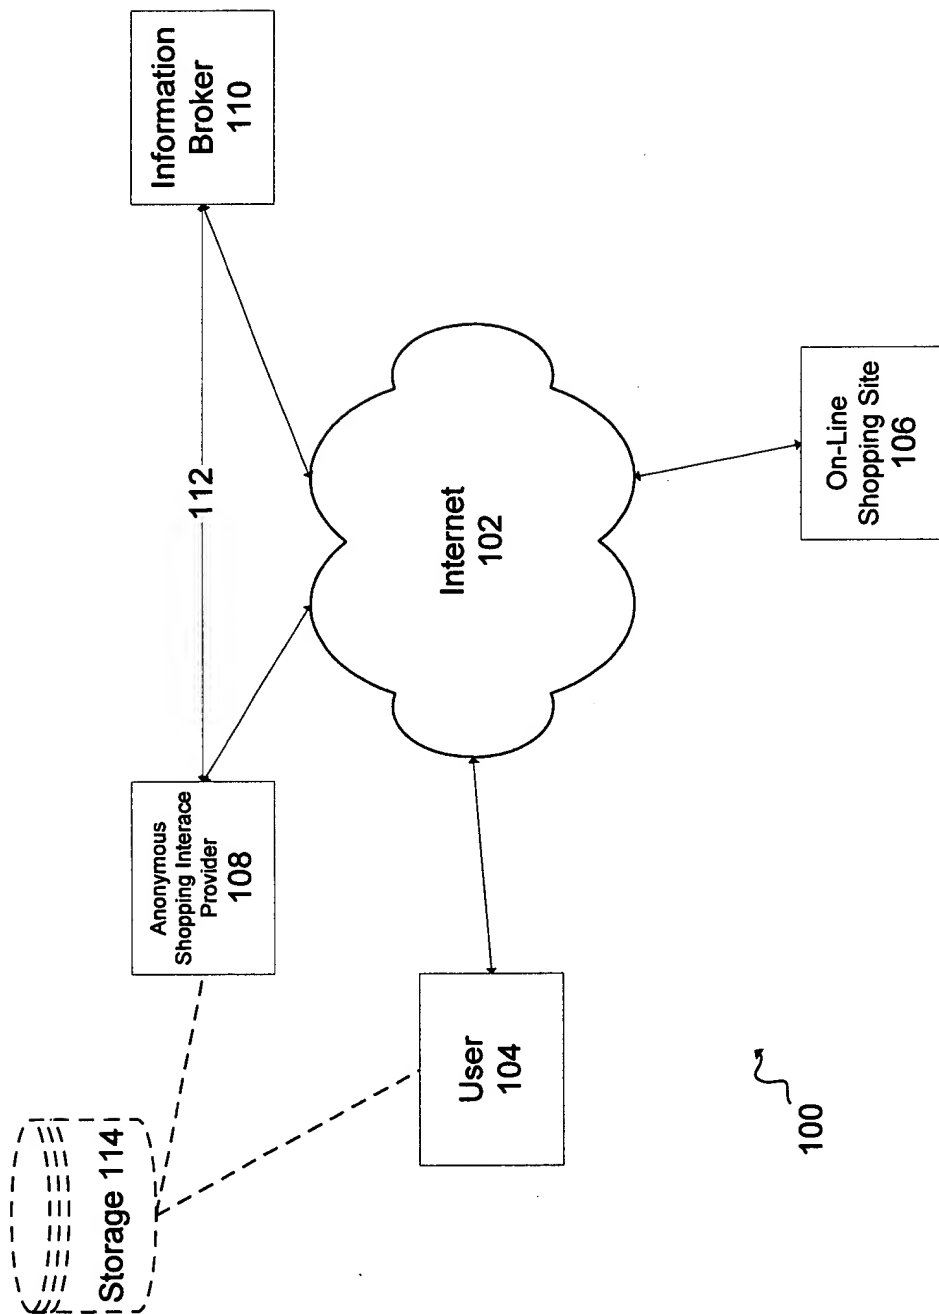 Storage 114
Anonymous
Shopping Interace
Provider
108
112
Information
Broker
110
User
104
Internet
102
On-Line
Shopping Site
106
100